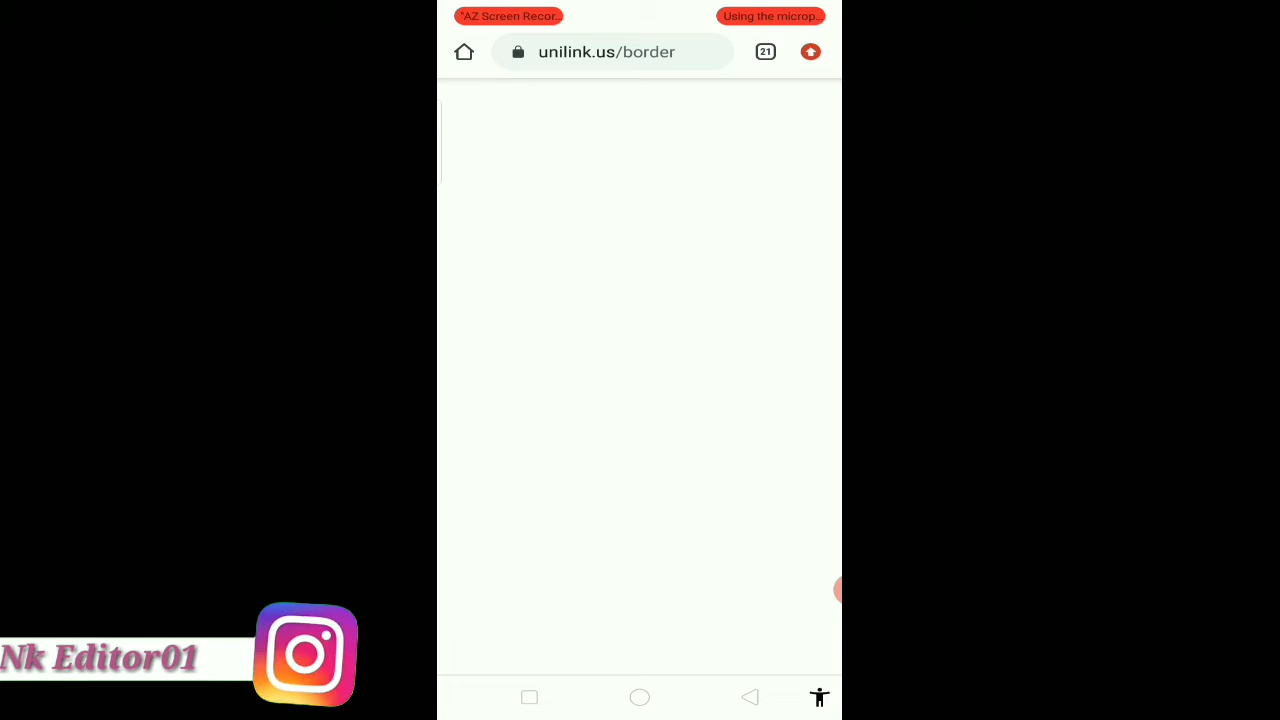 "AZ Screen Recor...
Using the microp...
unilink.us/border
21
Nk Editor01